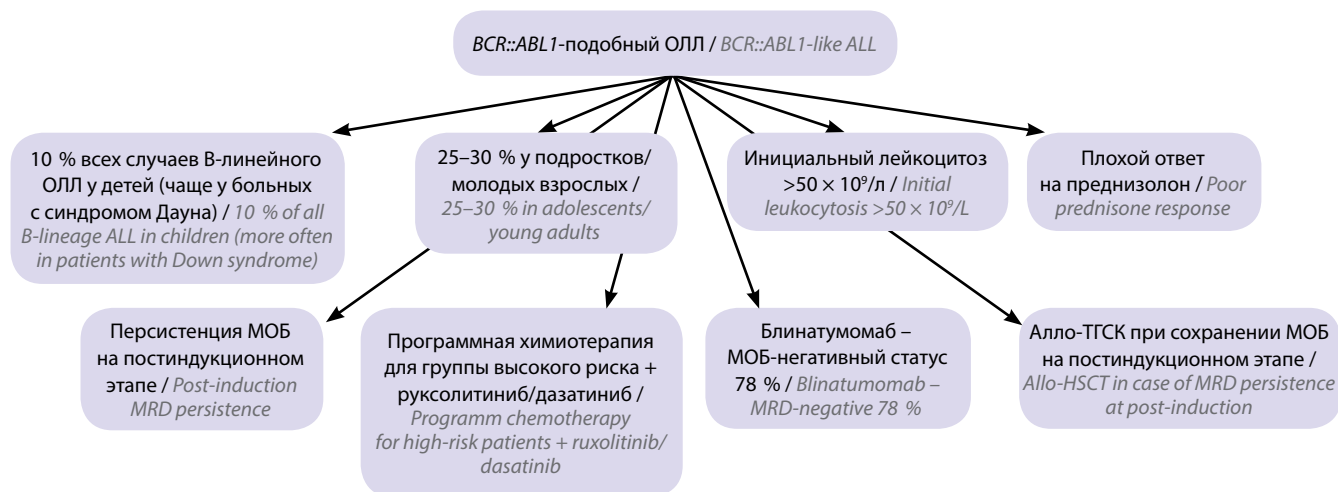 BCR::ABL1-подобный ОЛЛ / BCR::ABL1-like ALL
10 % всех случаев В-линейного
ОЛЛ у детей (чаще у больных
с синдромом Дауна) / 10 % of all
B-lineage ALL in children (more often
in patients with Down syndrome)
25–30 % у подростков/
молодых взрослых /
25–30 % in adolescents/
young adults
Инициальный лейкоцитоз
>50 × 10⁹/л / Initial
leukocytosis >50 × 10⁹/L
Плохой ответ
на преднизолон / Poor
prednisone response
Персистенция МОБ
на постиндукционном
этапе / Post-induction
MRD persistence
Программная химиотерапия
для группы высокого риска +
руксолитиниб/дазатиниб /
Programm chemotherapy
for high-risk patients + ruxolitinib/
dasatinib
Блинатумомаб –
МОБ-негативный статус
78 % / Blinatumomab –
MRD-negative 78 %
Алло-ТГСК при сохранении МОБ
на постиндукционном этапе /
Allo-HSCT in case of MRD persistence
at post-induction